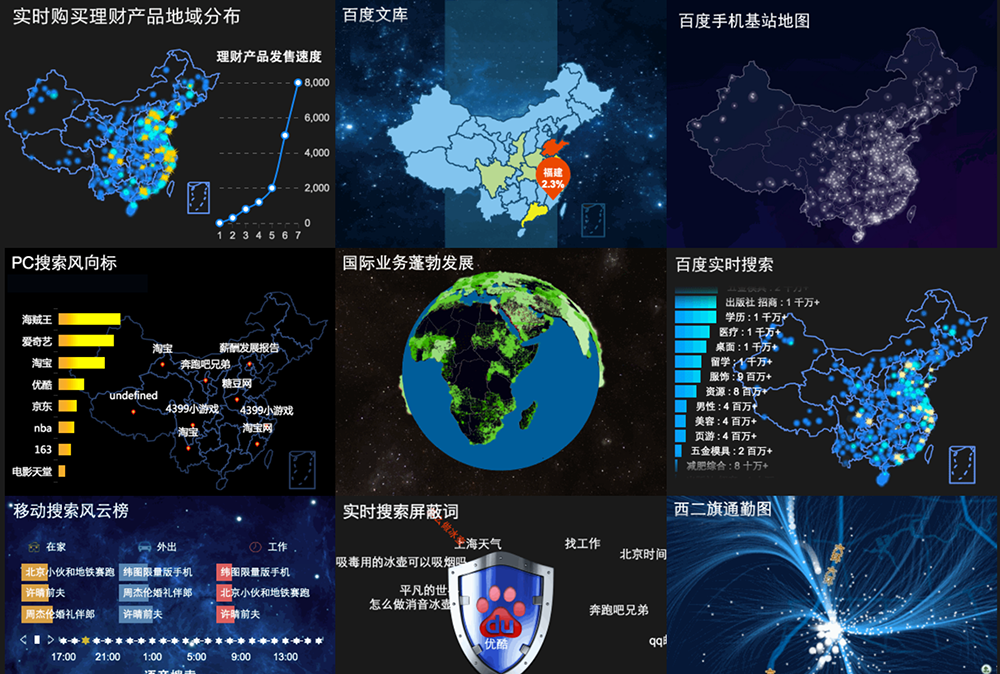 实时购买理财产品地域分布
理财产品发售速度
8,000
6,000
4,000
2,000
0
1 2 3 4 5 6 7
百度文库
福建
2.3%
百度手机基站地图
PC搜索风向标
海贼王
爱奇艺
淘宝
优酷
京东
nba
163
电影天堂
淘宝
薪酬发展报告
奔跑吧兄弟
糖豆网
undefined
4399小游戏
4399小游戏
淘宝
淘宝网
国际业务蓬勃发展
百度实时搜索
五金模具 : 2 千万+
出版社 招商 : 1 千万+
学历 : 1 千万+
医疗 : 1 千万+
桌面 : 1 千万+
留学 : 1 千万+
服饰 : 9 百万+
资源 : 8 百万+
男性 : 4 百万+
美容 : 4 百万+
页游 : 4 百万+
五金模具 : 2 百万+
减肥综合 : 8 十万+
移动搜索风云榜
在家
外出
工作
北京小伙和地铁赛跑
纬图限量版手机
纬图限量版手机
许晴前夫
周杰伦婚礼伴郎
北京小伙和地铁赛跑
周杰伦婚礼伴郎
许晴前夫
许晴前夫
17:00 21:00 1:00 5:00 9:00 13:00
语音搜索
实时搜索屏蔽词
么做冰壶
上海天气
找工作
北京时间
吸毒用的冰壶可以吸烟吗
平凡的世
怎么做消音冰壶
奔跑吧兄弟
qq
du
优酷
西二旗通勤图